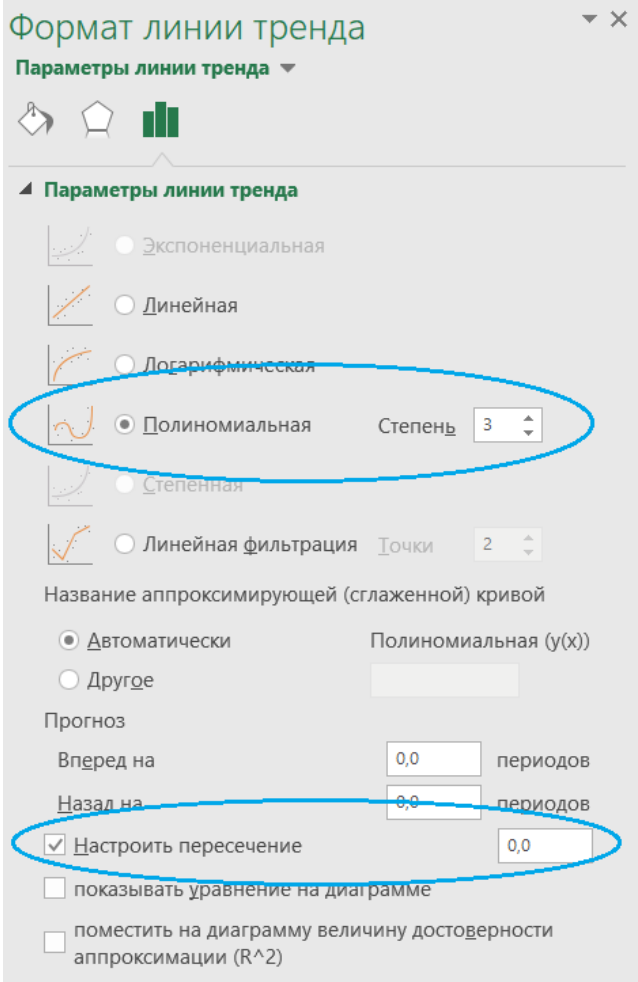 Формат линии тренда
Параметры линии тренда
Параметры линии тренда
Экспоненциальная
Линейная
Логарифмическая
Полиномиальная Степень 3
Степенная
Линейная фильтрация Точки 2
Название аппроксимирующей (сглаженной) кривой
Автоматически Полиномиальная (y(x))
Другое
Прогноз
Вперед на 0,0 периодов
Назад на 0,0 периодов
Настроить пересечение 0,0
показывать уравнение на диаграмме
поместить на диаграмму величину достоверности
аппроксимации (R^2)